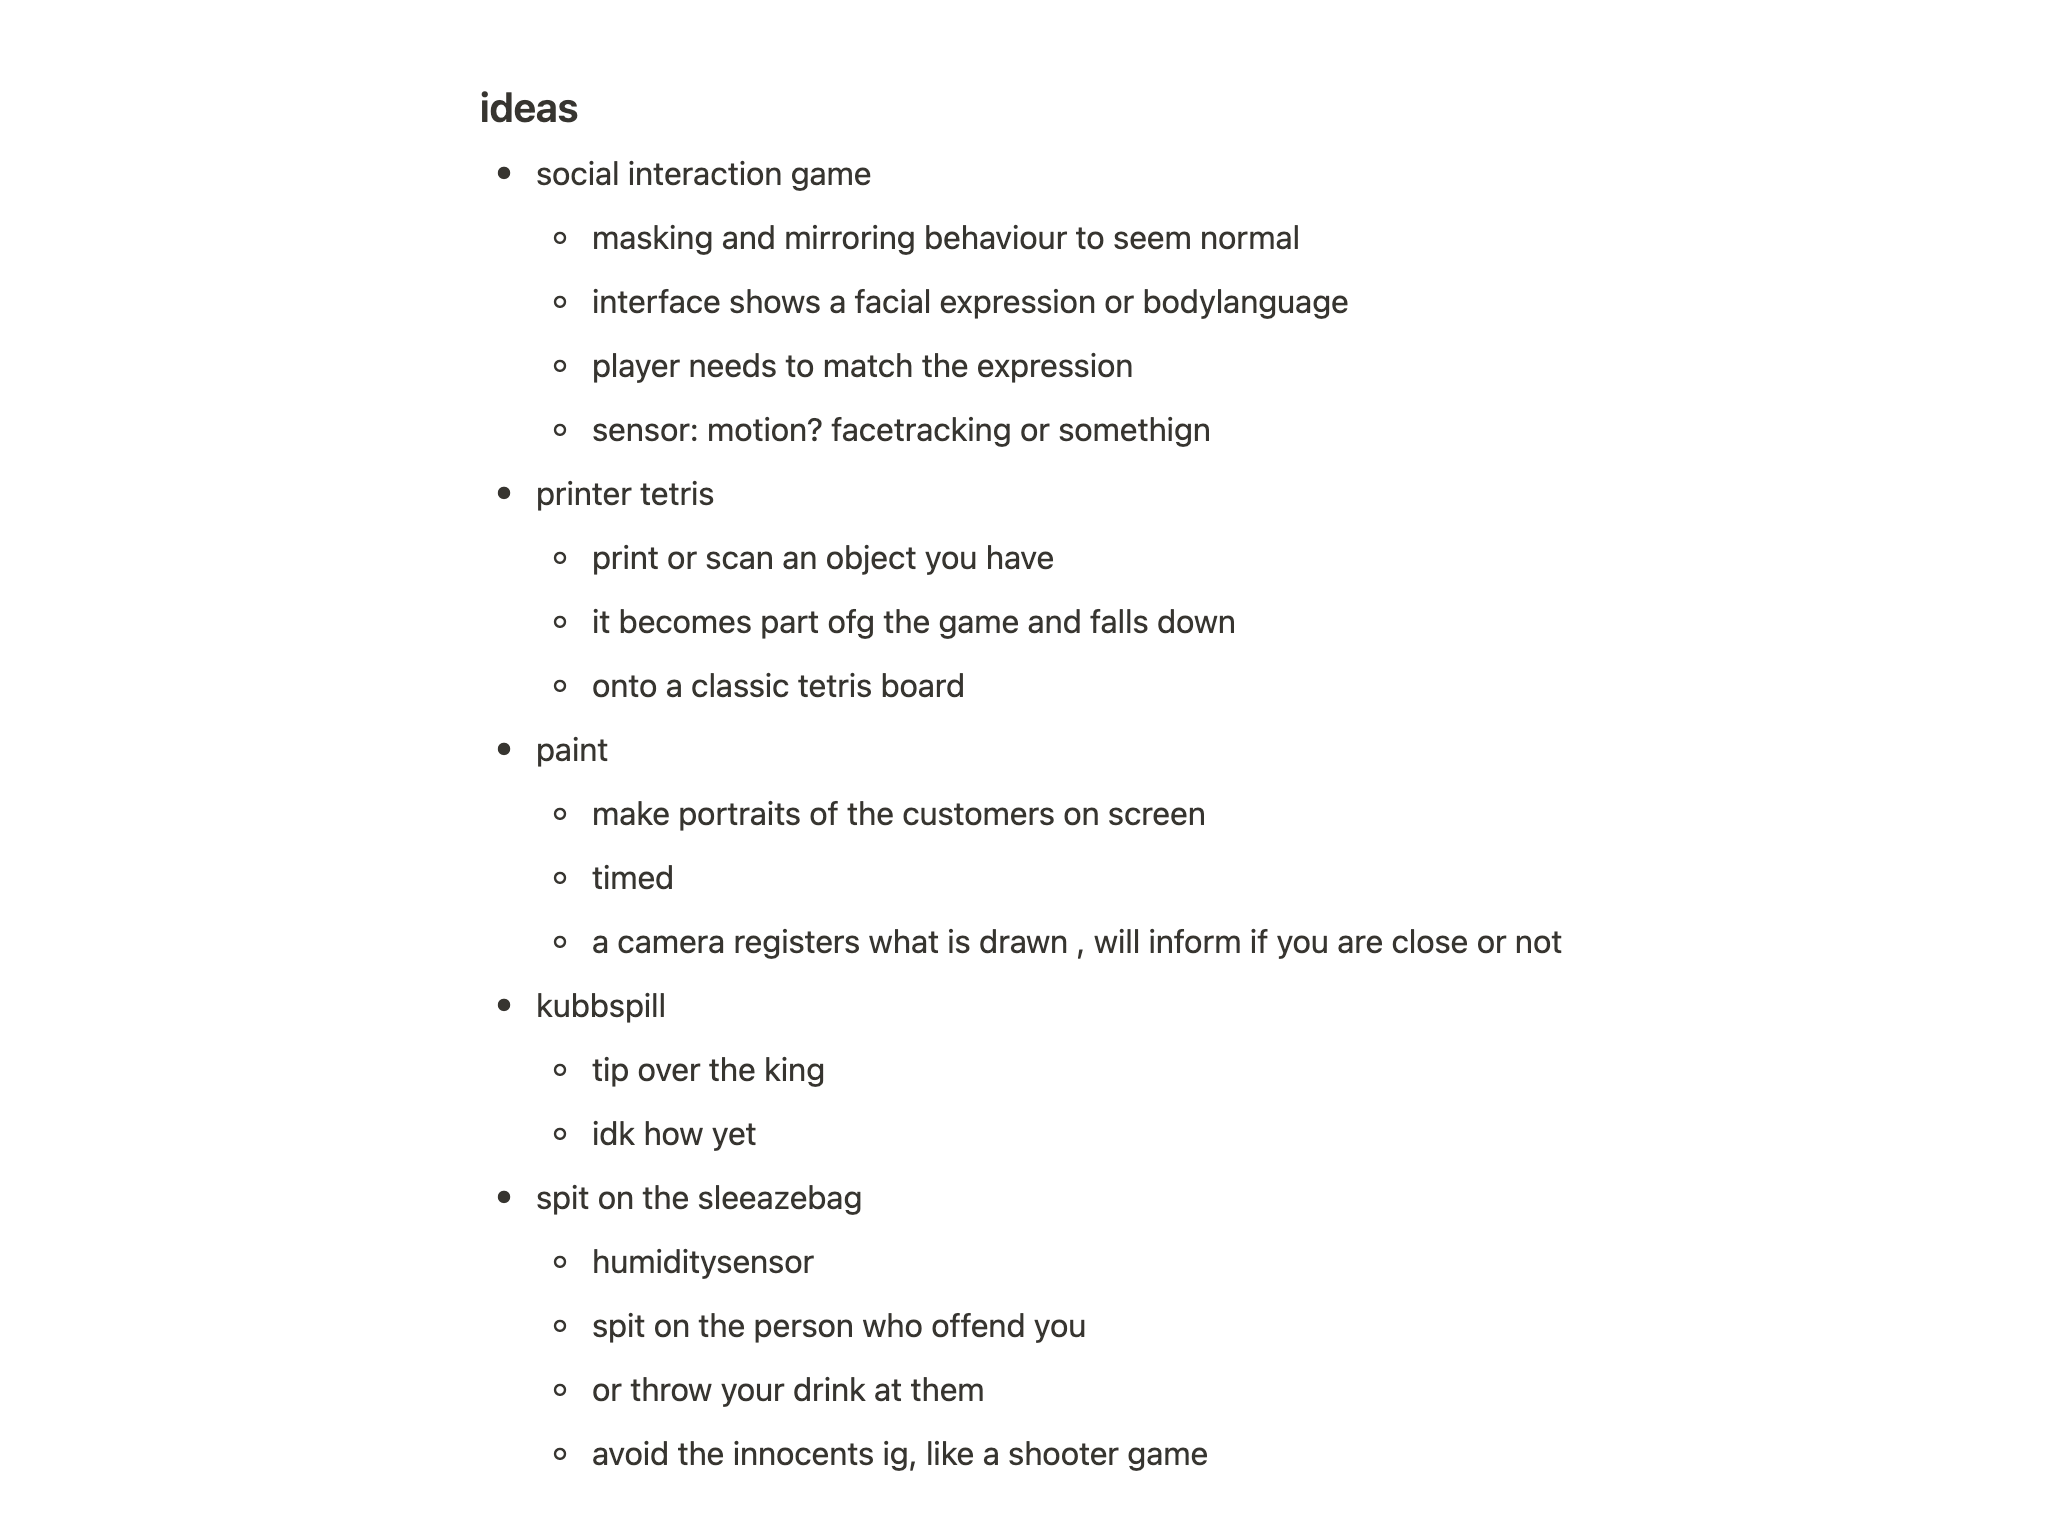 ideas
social interaction game
masking and mirroring behaviour to seem normal
interface shows a facial expression or bodylanguage
player needs to match the expression
sensor: motion? facetracking or somethign
printer tetris
print or scan an object you have
it becomes part ofg the game and falls down
onto a classic tetris board
paint
make portraits of the customers on screen
timed
a camera registers what is drawn , will inform if you are close or not
kubbspill
tip over the king
idk how yet
spit on the sleeazebag
humiditysensor
spit on the person who offend you
or throw your drink at them
avoid the innocents ig, like a shooter game